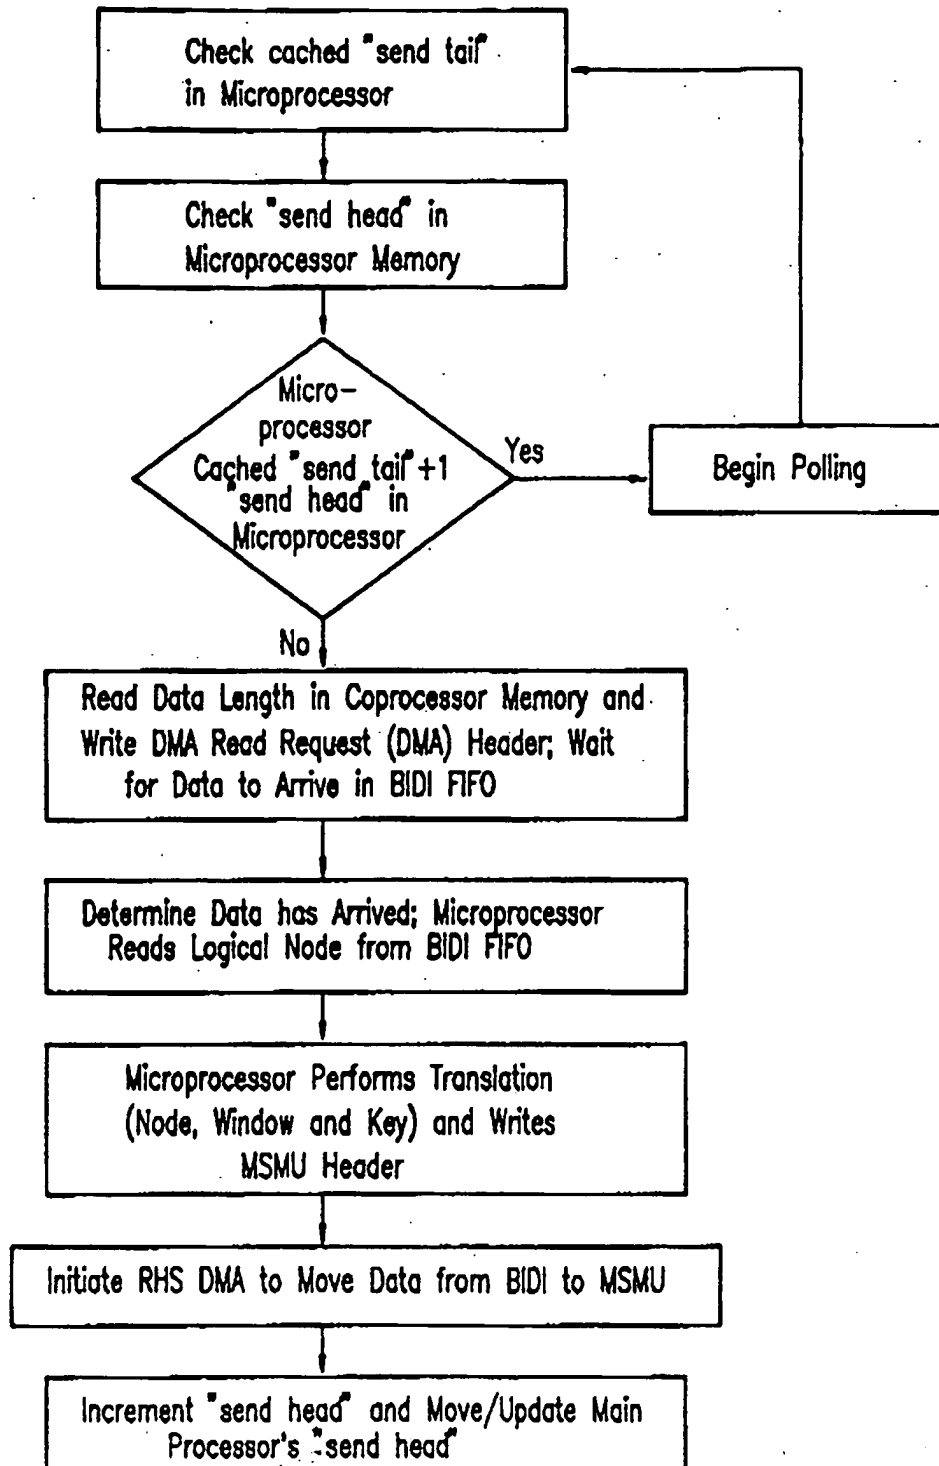 Check cached "send tail"
in Microprocessor
Check "send head" in
Microprocessor Memory
Micro-
processor
Cached "send tail"+1
"send head" in
Microprocessor
Yes
Begin Polling
No
Read Data Length in Coprocessor Memory and
Write DMA Read Request (DMA) Header; Wait
for Data to Arrive in BIDI FIFO
Determine Data has Arrived; Microprocessor
Reads Logical Node from BIDI FIFO
Microprocessor Performs Translation
(Node, Window and Key) and Writes
MSMU Header
Initiate RHS DMA to Move Data from BIDI to MSMU
Increment "send head" and Move/Update Main
Processor's "send head"